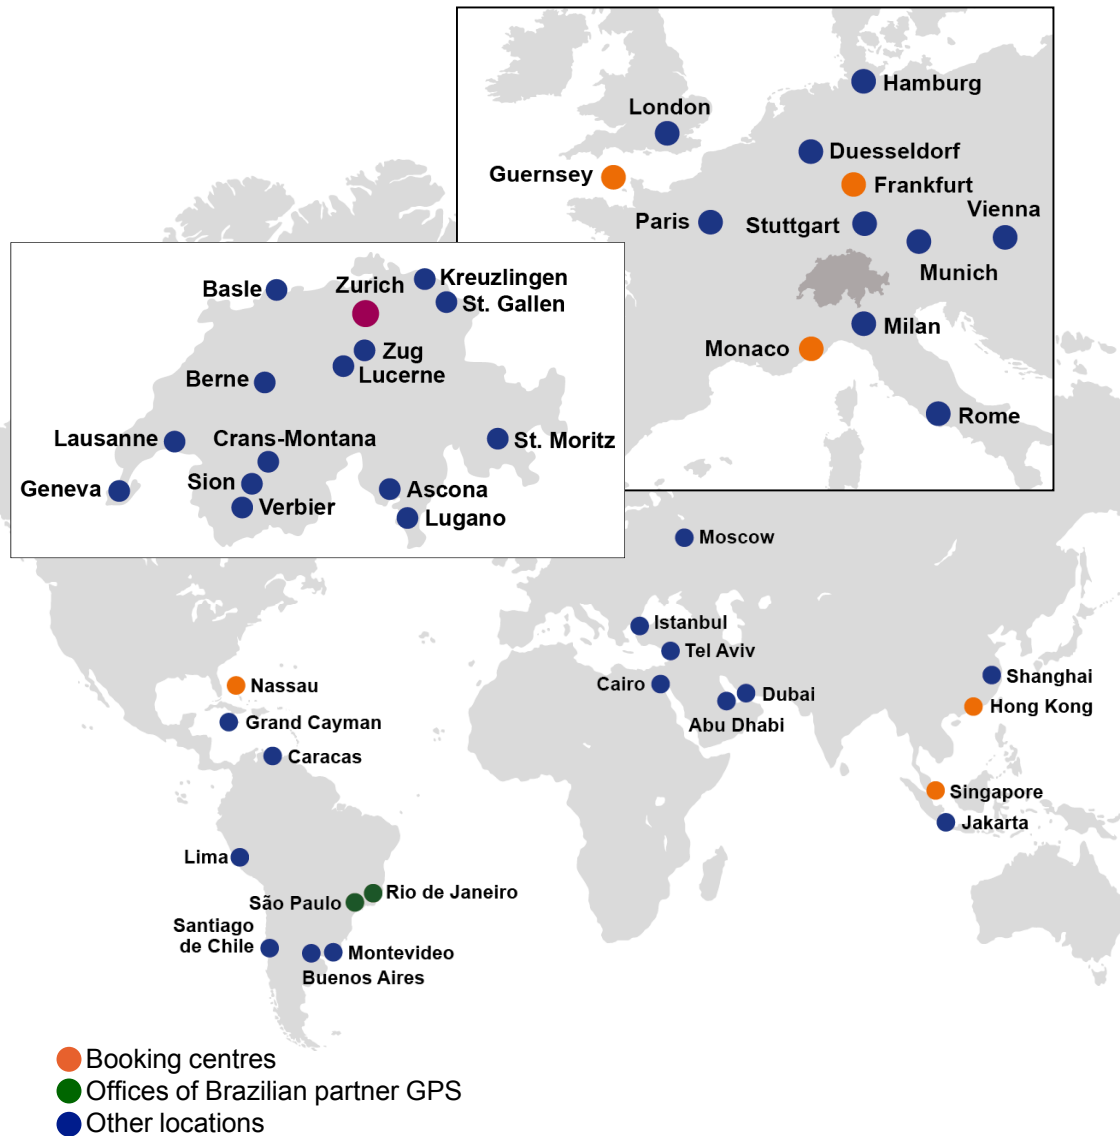 Hamburg
London
Duesseldorf
Guernsey
Frankfurt
Vienna
Paris
Stuttgart
Munich
Milan
Monaco
Rome
Kreuzlingen
Basle
Zurich
St. Gallen
Zug
Lucerne
Berne
Lausanne
Crans-Montana
St. Moritz
Sion
Geneva
Ascona
Verbier
Lugano
Moscow
Istanbul
Tel Aviv
Cairo
Dubai
Abu Dhabi
Shanghai
Hong Kong
Nassau
Grand Cayman
Caracas
Singapore
Jakarta
Lima
Rio de Janeiro
São Paulo
Santiago
de Chile
Montevideo
Buenos Aires
Booking centres
Offices of Brazilian partner GPS
Other locations